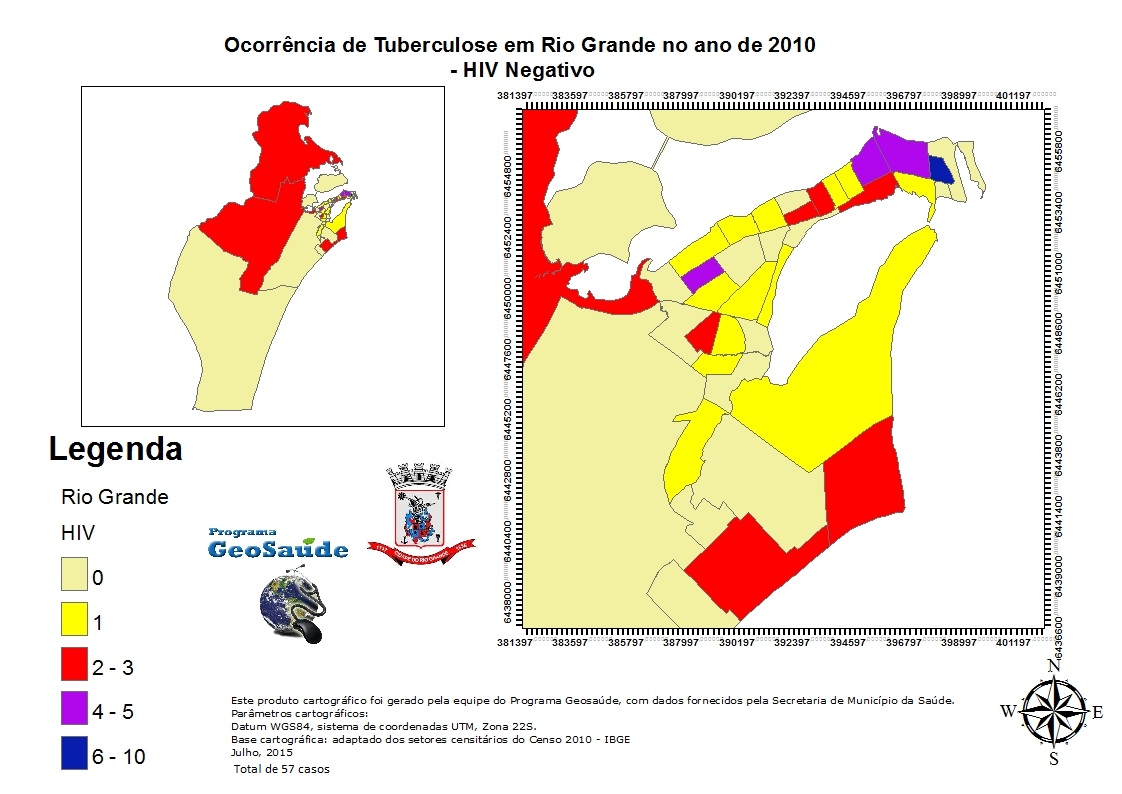 Ocorrência de Tuberculose em Rio Grande no ano de 2010
- HIV Negativo
381397 383597 385797 387997 390197 392397 394597 396797 398997 401197
6454800
6452400
6450000
6447600
6445200
6442800
6440400
6438000
6455800
6453400
6451000
6448600
6446200
6443800
6441400
6439000
6436600
381397 383597 385797 387997 390197 392397 394597 396797 398997 401197
Legenda
Rio Grande
HIV
0
1
2 - 3
4 - 5
6 - 10
Programa
GeoSaúde
CIDADE DO RIO GRANDE
N
W E
S
Este produto cartográfico foi gerado pela equipe do Programa Geosaúde, com dados fornecidos pela Secretaria de Município da Saúde.
Parâmetros cartográficos:
Datum WGS84, sistema de coordenadas UTM, Zona 22S.
Base cartográfica: adaptado dos setores censitários do Censo 2010 - IBGE
Julho, 2015
Total de 57 casos